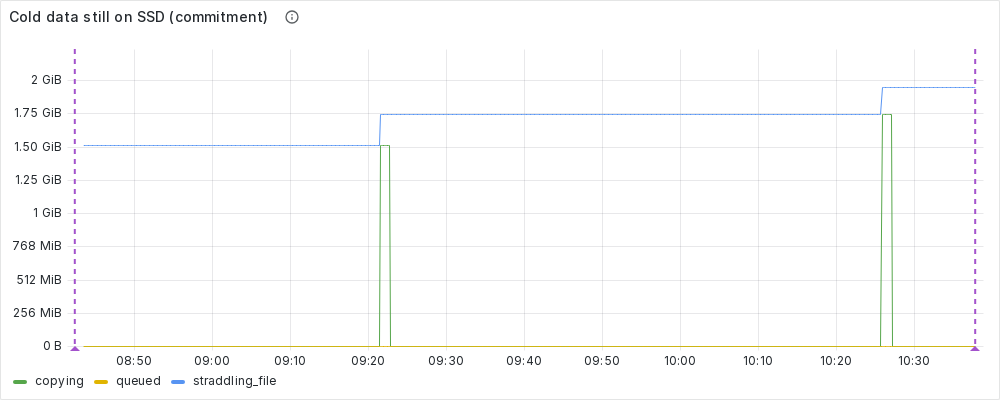 Cold data still on SSD (commitment)
2 GiB
1.75 GiB
1.50 GiB
1.25 GiB
1 GiB
768 MiB
512 MiB
256 MiB
0 B
08:50 09:00 09:10 09:20 09:30 09:40 09:50 10:00 10:10 10:20 10:30
copying queued straddling_file